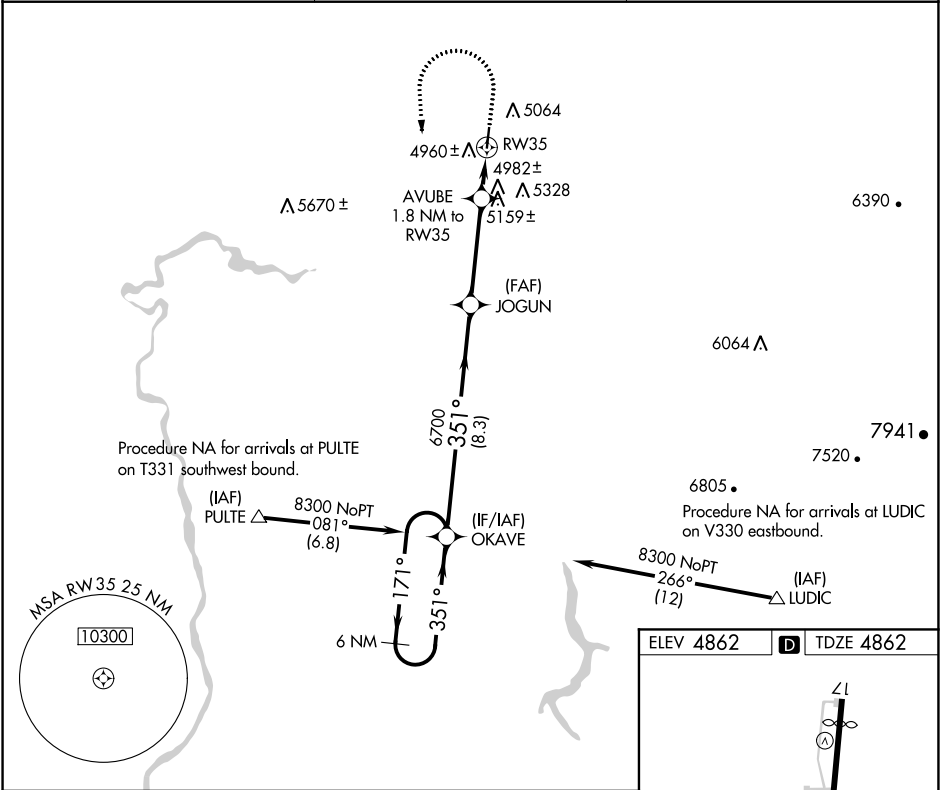 5064
4960 ±
RW35
4982 ±
5328
5159 ±
AVUBE
1.8 NM to
RW35
5670 ±
6390
(FAF)
JOGUN
6064
6700
351°
(8.3)
7941
7520
6805
Procedure NA for arrivals at PULTE
on T331 southwest bound.
(IAF)
PULTE
8300 NoPT
081°
(6.8)
(IF/IAF)
OKAVE
Procedure NA for arrivals at LUDIC
on V330 eastbound.
8300 NoPT
266°
(12)
(IAF)
LUDIC
171°
351°
6 NM
MSA RW35 25 NM
10300
ELEV 4862
D
TDZE 4862
17